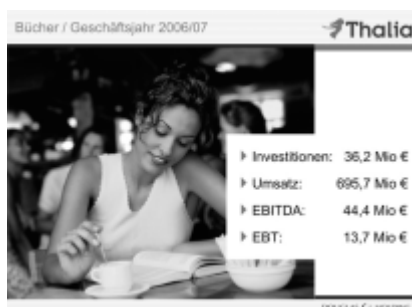 Bücher / Geschäftsjahr 2006/07
Thalia
Investitionen: 36,2 Mio €
Umsatz: 695,7 Mio €
EBITDA: 44,4 Mio €
EBT: 13,7 Mio €